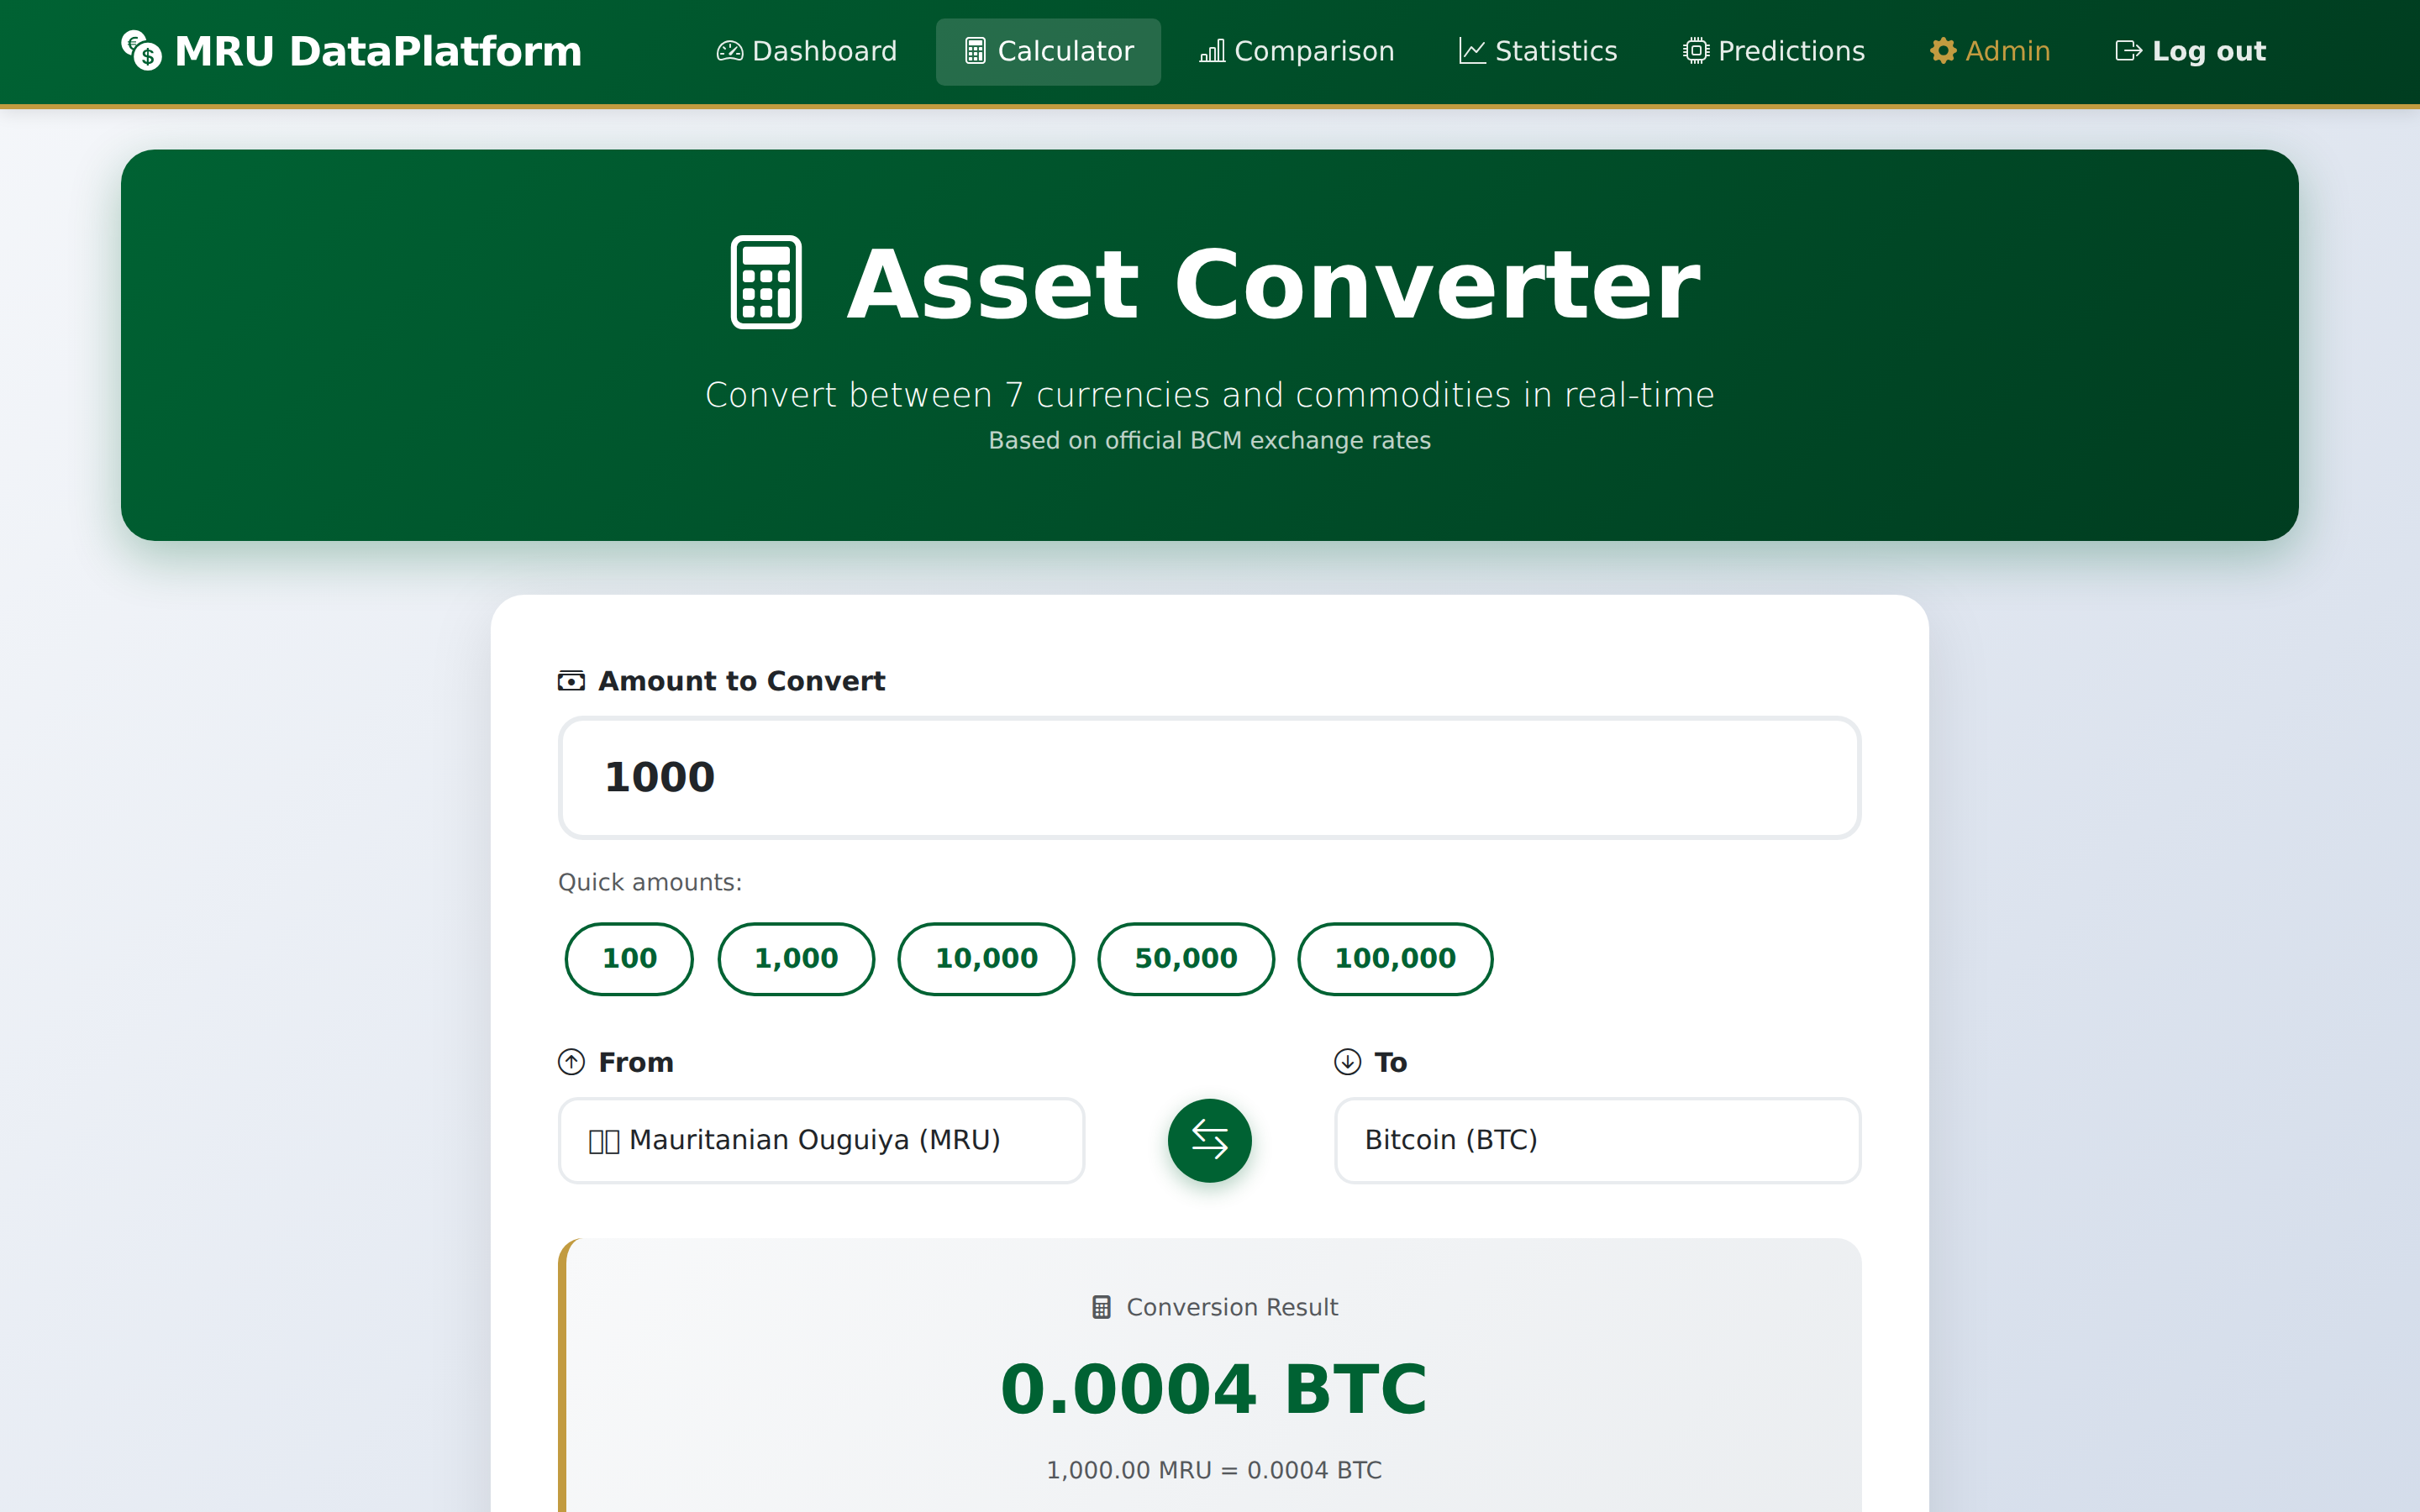 MRU DataPlatform
Dashboard
Calculator
Comparison
Statistics
Predictions
Admin
Log out
Asset Converter
Convert between 7 currencies and commodities in real-time
Based on official BCM exchange rates
Amount to Convert
1000
Quick amounts:
100
1,000
10,000
50,000
100,000
From
To
Mauritanian Ouguiya (MRU)
Bitcoin (BTC)
Conversion Result
0.0004 BTC
1,000.00 MRU = 0.0004 BTC